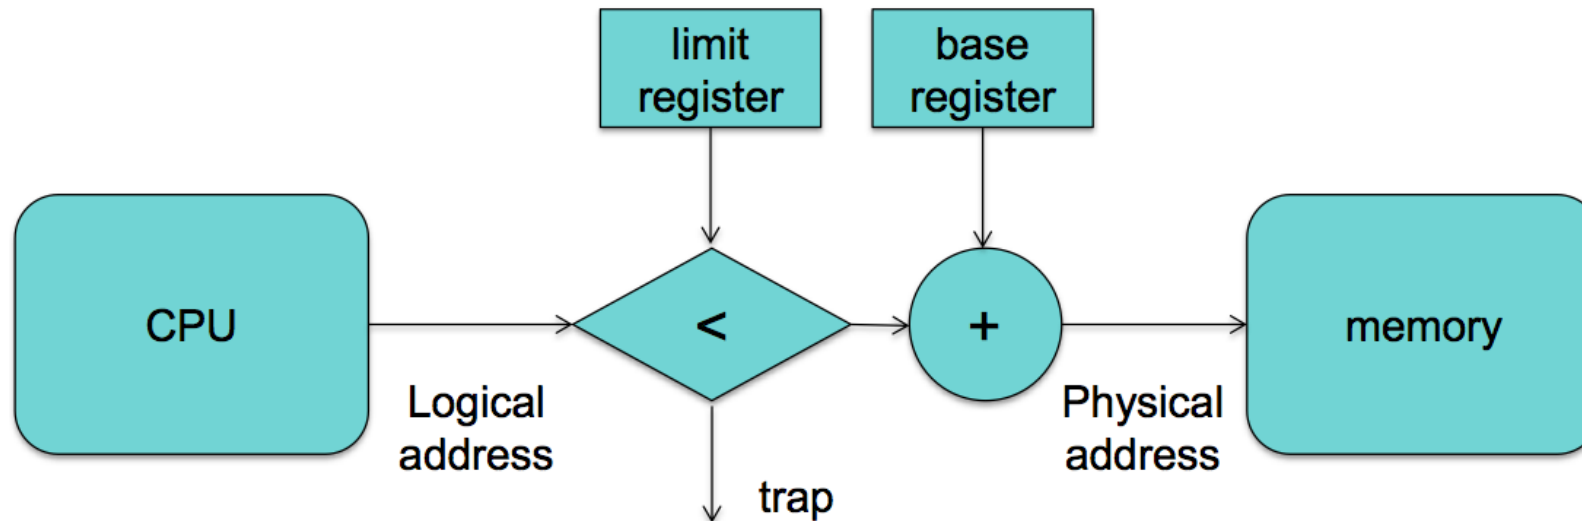 limit
register
base
register
CPU
<
+
memory
Logical
address
Physical
address
trap